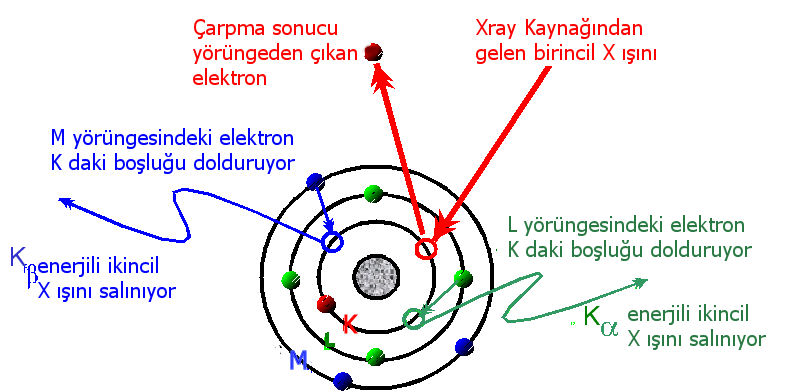 Çarpma sonucu
yörüngeden çıkan
elektron
Xray Kaynağından
gelen birincil X ışını
M yörüngesindeki elektron
K daki boşluğu dolduruyor
L yörüngesindeki elektron
K daki boşluğu dolduruyor
Kβ enerjili ikincil
X ışını salınıyor
Kα enerjili ikincil
X ışını salınıyor
K
L
M